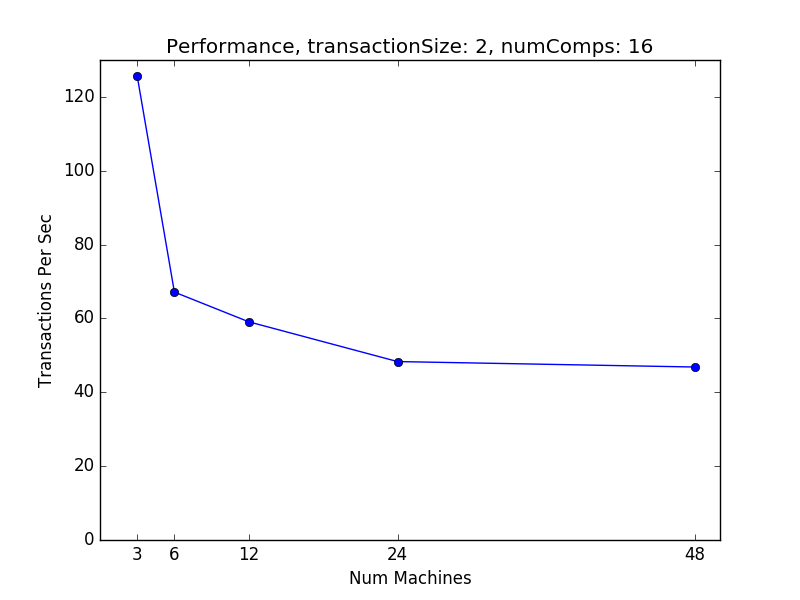 Performance, transactionSize: 2, numComps: 16
120
100
80
60
40
20
0
Transactions Per Sec
3 6 12 24 48
Num Machines